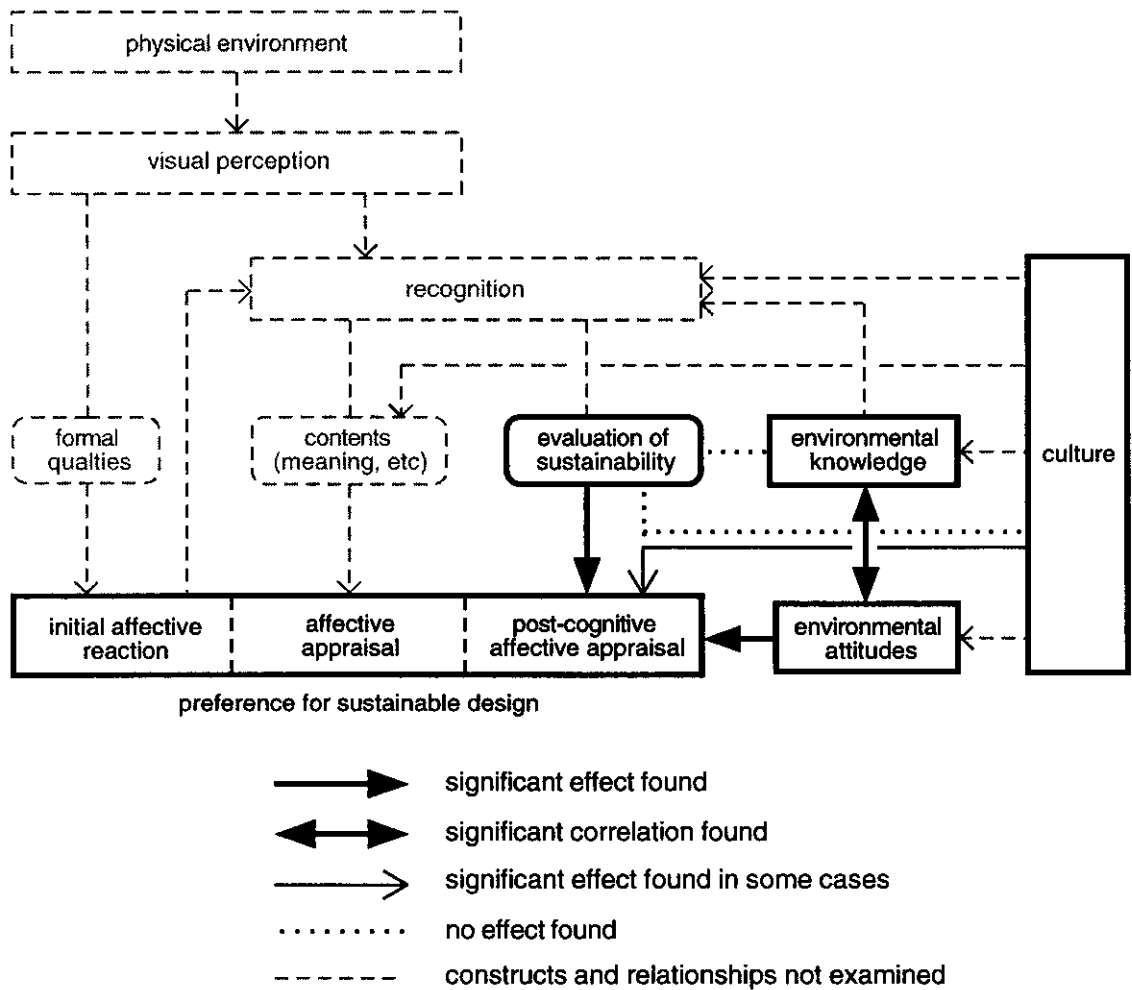 physical environment
visual perception
recognition
formal
qualties
contents
(meaning, etc)
evaluation of
sustainability
environmental
knowledge
culture
initial affective
reaction
affective
appraisal
post-cognitive
affective appraisal
environmental
attitudes
preference for sustainable design
significant effect found
significant correlation found
significant effect found in some cases
no effect found
constructs and relationships not examined